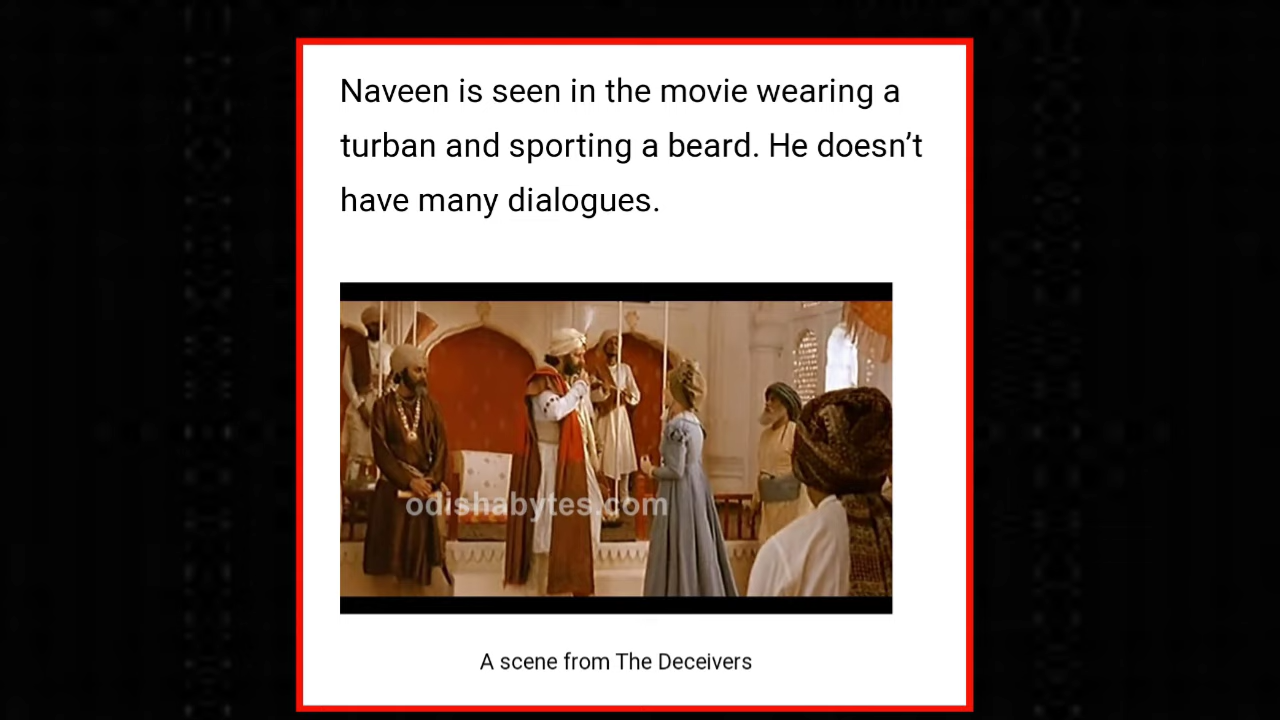 Naveen is seen in the movie wearing a
turban and sporting a beard. He doesn’t
have many dialogues.
odishabytes.com
A scene from The Deceivers